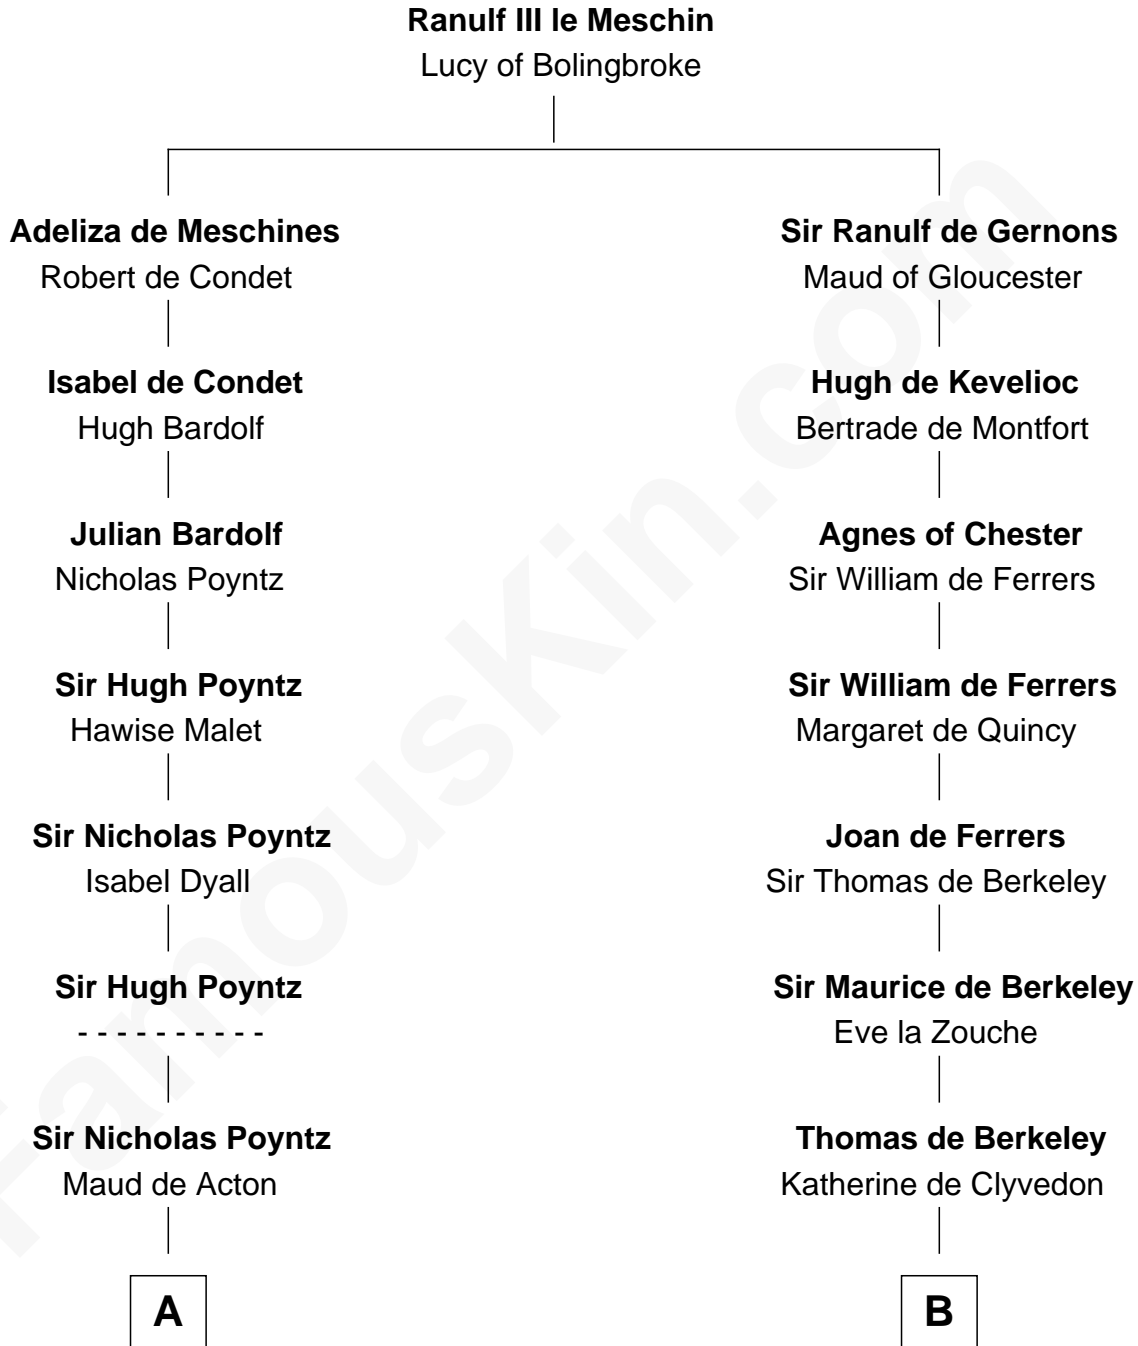 Ranulf III le Meschin
Lucy of Bolingbroke
Adeliza de Meschines
Robert de Condet
Sir Ranulf de Gernons
Maud of Gloucester
Isabel de Condet
Hugh Bardolf
Hugh de Kevelioc
Bertrade de Montfort
Julian Bardolf
Nicholas Poyntz
Agnes of Chester
Sir William de Ferrers
Sir Hugh Poyntz
Hawise Malet
Sir William de Ferrers
Margaret de Quincy
Sir Nicholas Poyntz
Isabel Dyall
Joan de Ferrers
Sir Thomas de Berkeley
Sir Hugh Poyntz
- - - - - - - - - - -
Sir Maurice de Berkeley
Eve la Zouche
Sir Nicholas Poyntz
Maud de Acton
Thomas de Berkeley
Katherine de Clyvedon
A
B
FamousKin.com